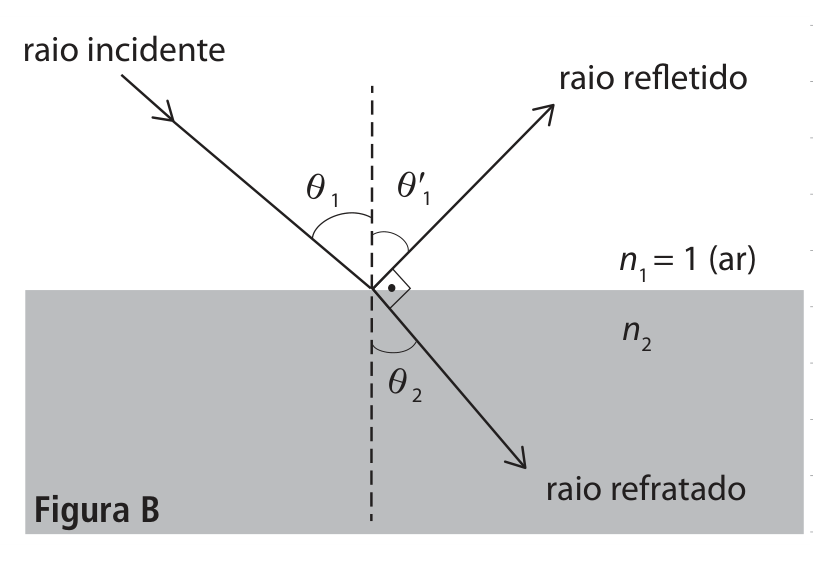 raio incidente
raio refletido
θ₁
θ′₁
n₁ = 1 (ar)
n₂
θ₂
raio refratado
Figura B